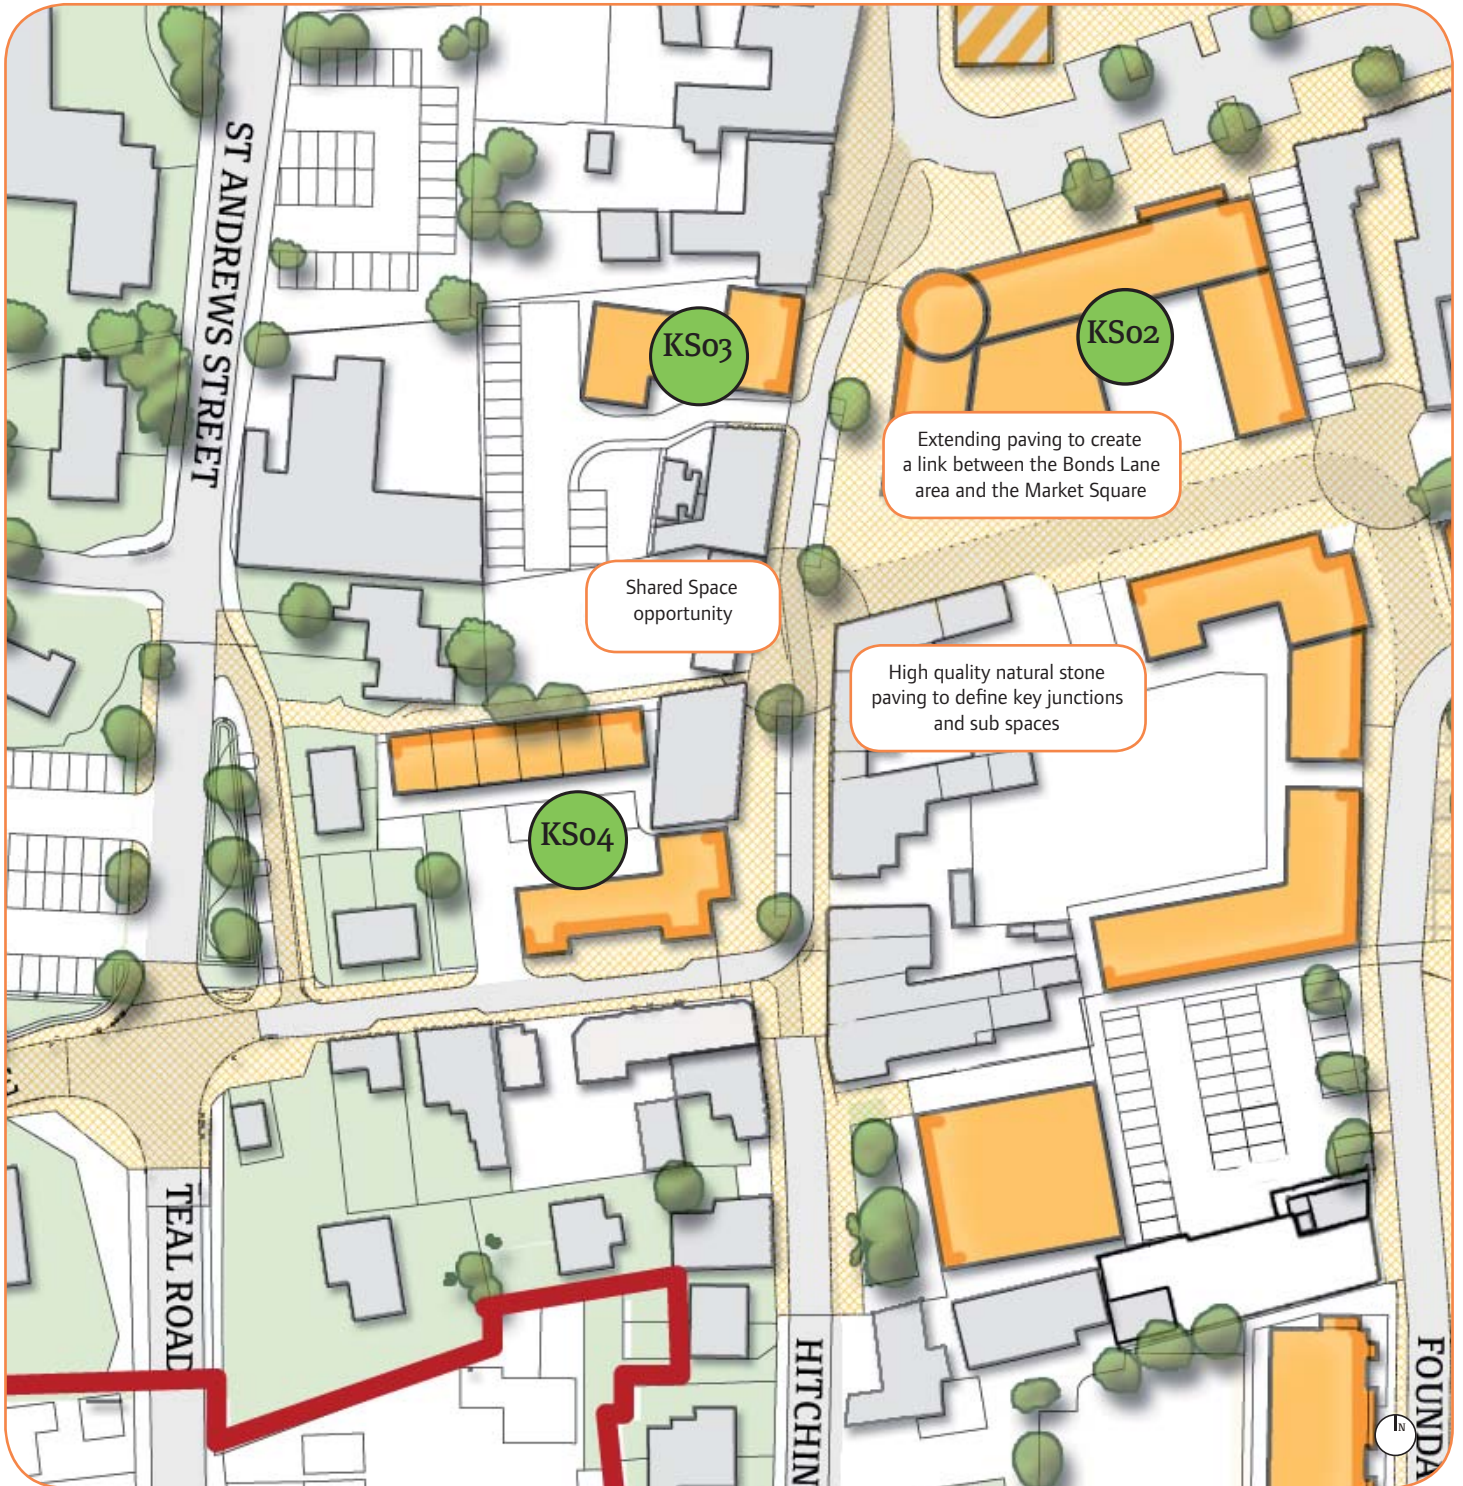 ST ANDREWS STREET
KS03
KS02
Extending paving to create
a link between the Bonds Lane
area and the Market Square
Shared Space
opportunity
High quality natural stone
paving to define key junctions
and sub spaces
KS04
TEAL ROAD
HITCHIN
FOUNDA
N